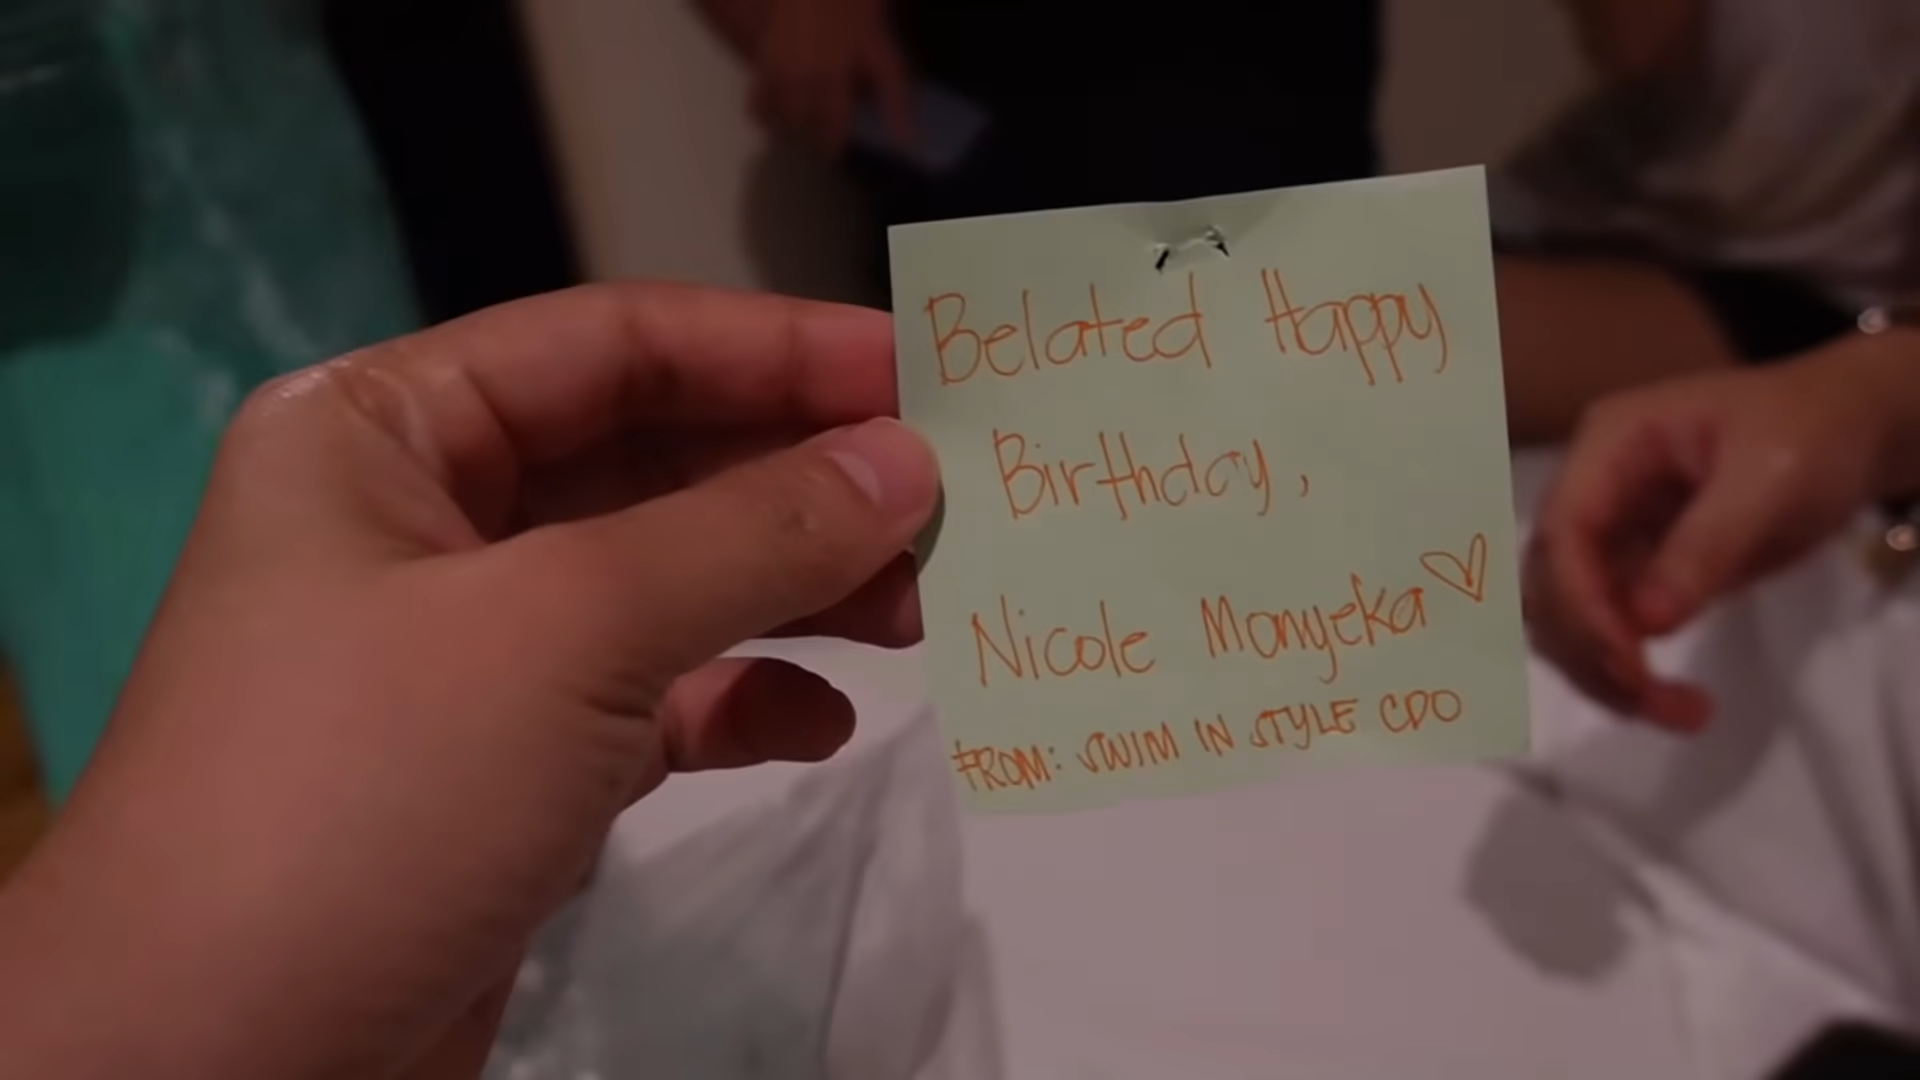 Belated Happy
Birthday,
Nicole Monyeka ♡
FROM: SWIM IN STYLE CDO